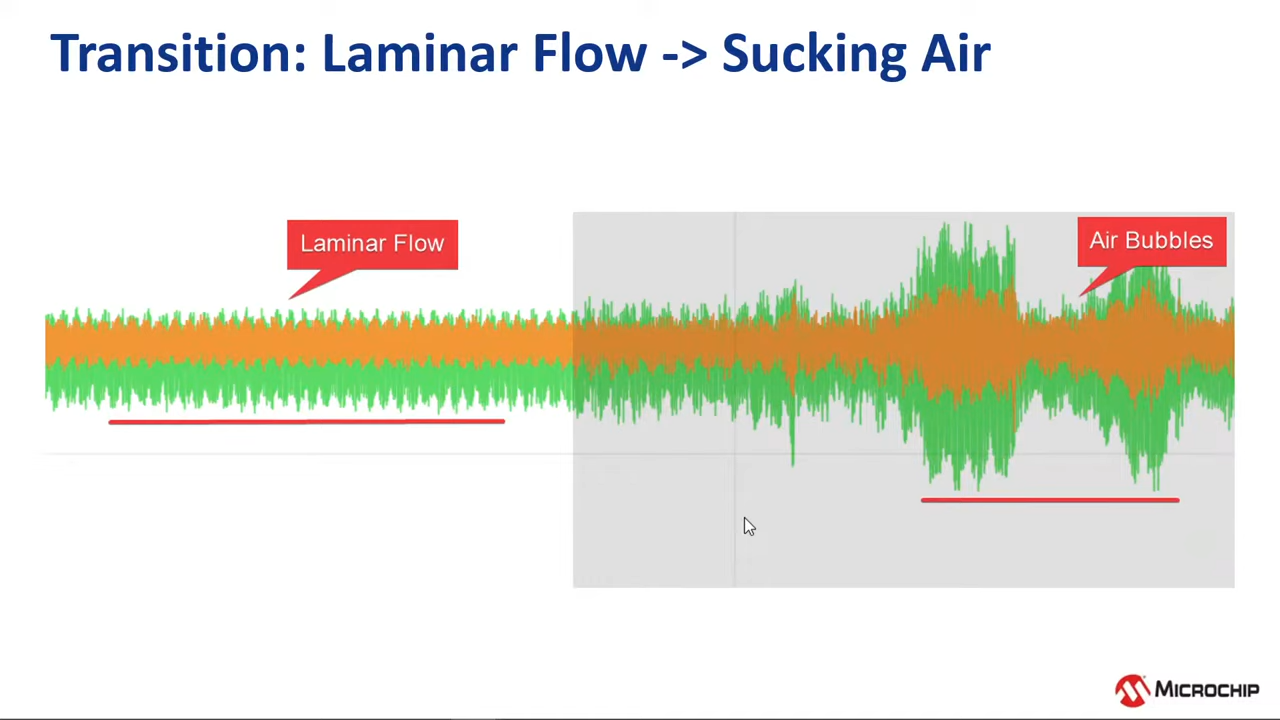 Transition: Laminar Flow -> Sucking Air
Laminar Flow
Air Bubbles
MICROCHIP